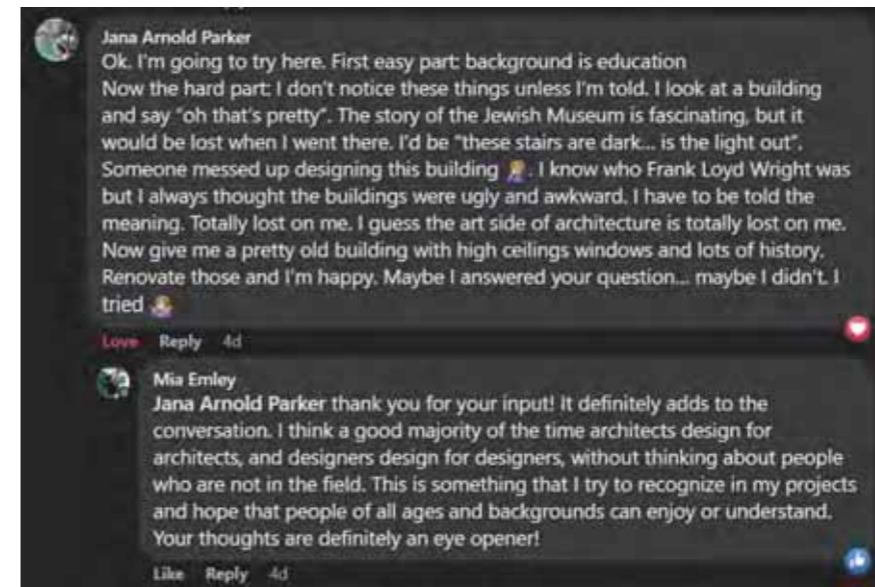 Jana Arnold Parker
Ok. I'm going to try here. First easy part: background is education
Now the hard part: I don't notice these things unless I'm told. I look at a building
and say "oh that's pretty". The story of the Jewish Museum is fascinating, but it
would be lost when I went there. I'd be "these stairs are dark... is the light out".
Someone messed up designing this building 🤦🏼‍♀️. I know who Frank Loyd Wright was
but I always thought the buildings were ugly and awkward. I have to be told the
meaning. Totally lost on me. I guess the art side of architecture is totally lost on me.
Now give me a pretty old building with high ceilings windows and lots of history.
Renovate those and I'm happy. Maybe I answered your question... maybe I didn't. I
tried 🤷🏼‍♀️
Love Reply 4d
Mia Emley
Jana Arnold Parker thank you for your input! It definitely adds to the
conversation. I think a good majority of the time architects design for
architects, and designers design for designers, without thinking about people
who are not in the field. This is something that I try to recognize in my projects
and hope that people of all ages and backgrounds can enjoy or understand.
Your thoughts are definitely an eye opener!
Like Reply 4d